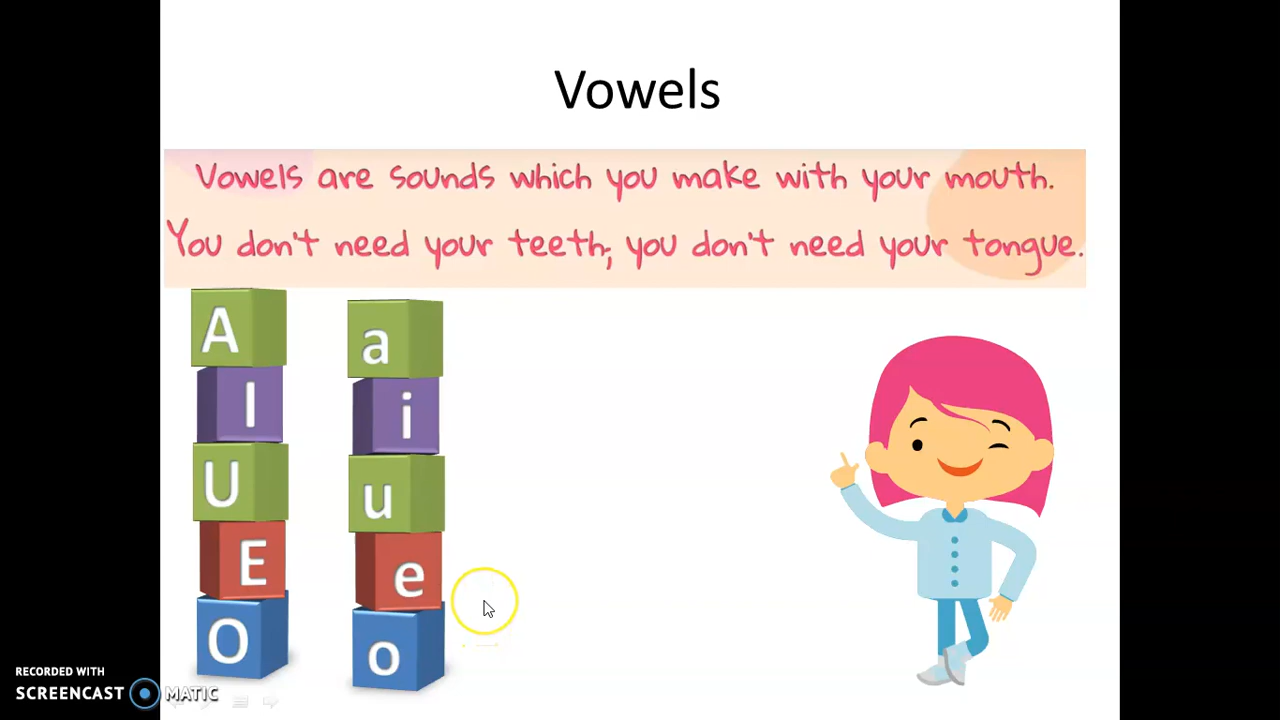 Vowels
Vowels are sounds which you make with your mouth.
You don't need your teeth; you don't need your tongue.
A
I
U
E
O
a
i
u
e
o
RECORDED WITH
SCREENCAST MATIC